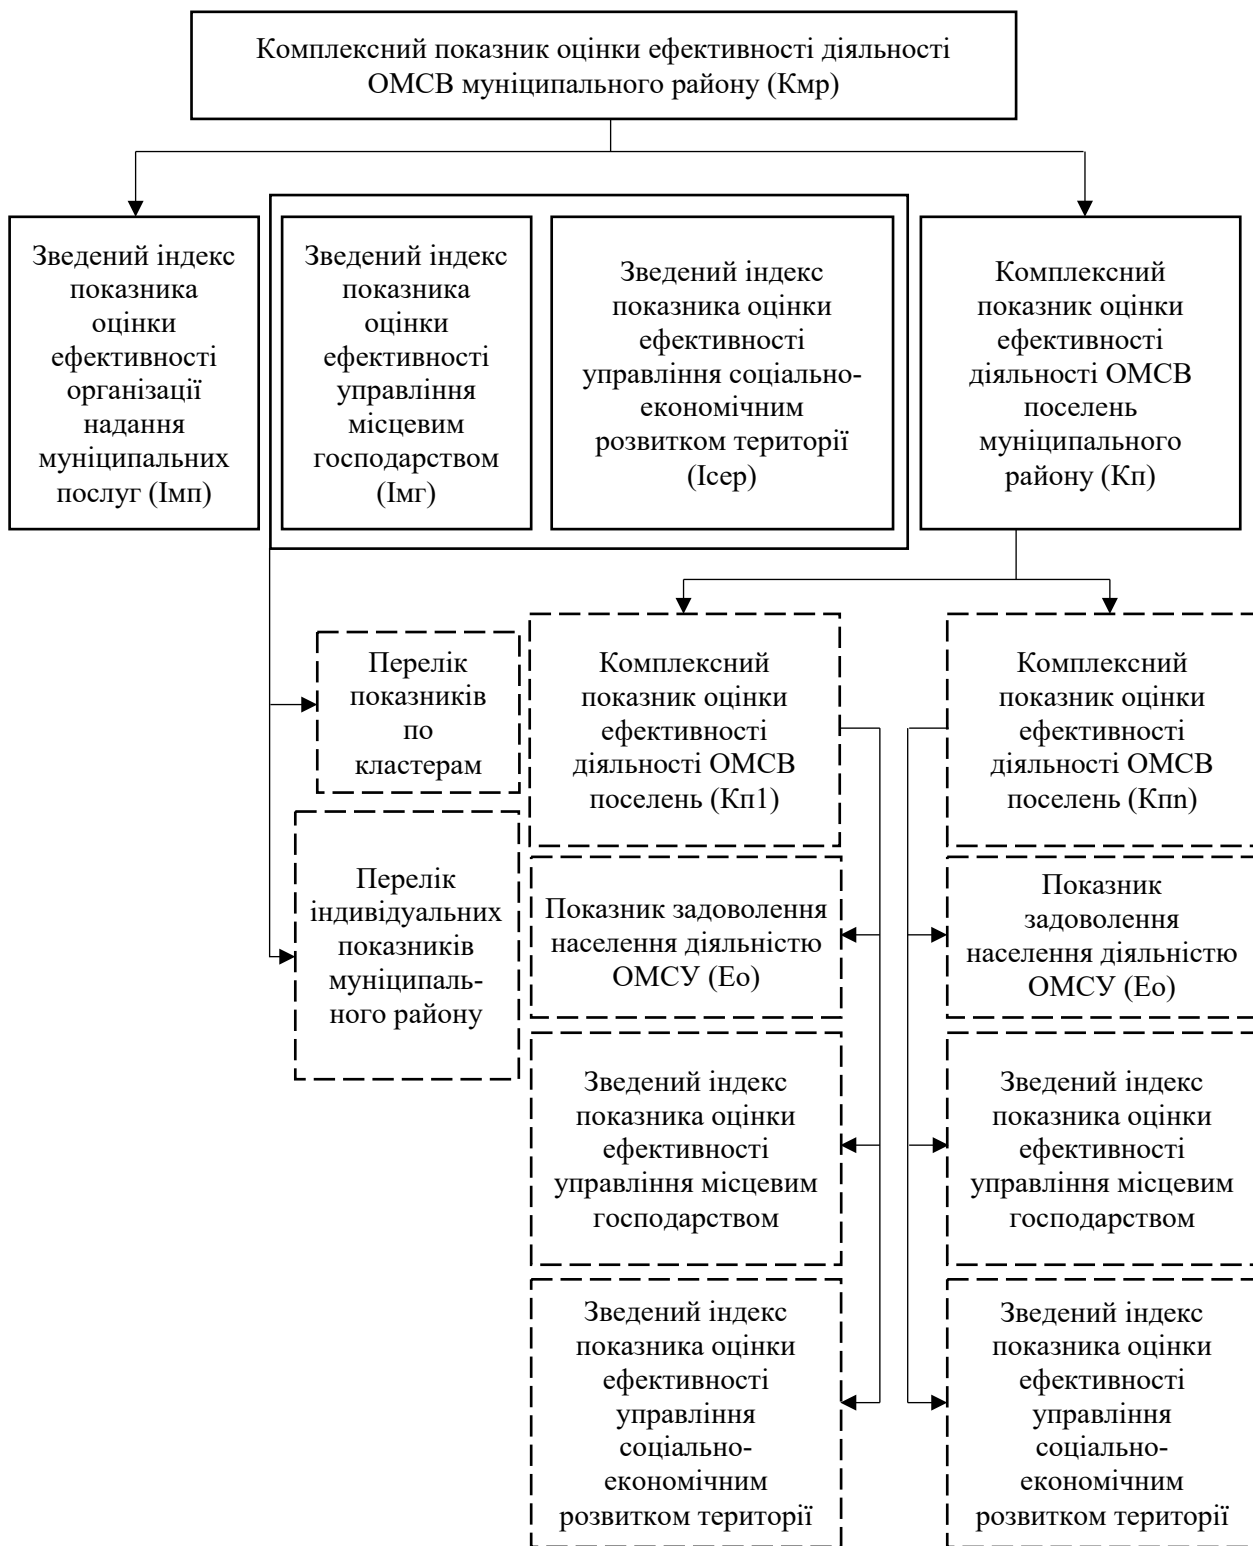 Комплексний показник оцінки ефективності діяльності
ОМСВ муніципального району (Кмр)
Зведений індекс
показника
оцінки
ефективності
організації
надання
муніципальних
послуг (Імп)
Зведений індекс
показника
оцінки
ефективності
управління
місцевим
господарством (Імг)
Зведений індекс
показника оцінки
ефективності
управління соціально-
економічним
розвитком території
(Ісер)
Комплексний
показник оцінки
ефективності
діяльності ОМСВ
поселень
муніципального
району (Кп)
Перелік
показників
по
кластерам
Перелік
індивідуальних
показників
муніципаль-
ного району
Комплексний
показник оцінки
ефективності
діяльності ОМСВ
поселень (Кп1)
Показник задоволення
населення діяльністю
ОМСУ (Ео)
Зведений індекс
показника оцінки
ефективності
управління місцевим
господарством
Зведений індекс
показника оцінки
ефективності
управління
соціально-
економічним
розвитком території
Комплексний
показник оцінки
ефективності
діяльності ОМСВ
поселень (Кпn)
Показник
задоволення
населення діяльністю
ОМСУ (Ео)
Зведений індекс
показника оцінки
ефективності
управління місцевим
господарством
Зведений індекс
показника оцінки
ефективності
управління
соціально-
економічним
розвитком території